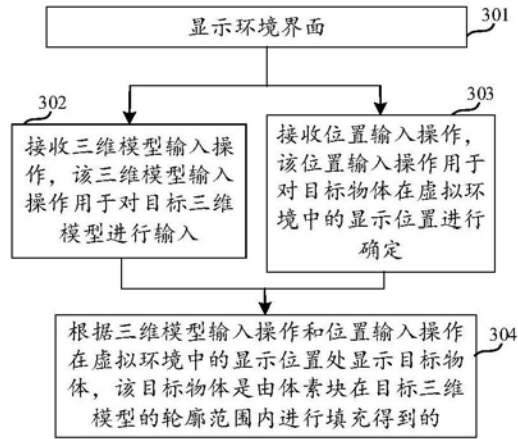 显示环境界面
301
302
接收三维模型输入操
作，该三维模型输入
操作用于对目标三维
模型进行输入
303
接收位置输入操作，
该位置输入操作用于
对目标物体在虚拟环
境中的显示位置进行
确定
根据三维模型输入操作和位置输入操作
在虚拟环境中的显示位置处显示目标物
体，该目标物体是由体素块在目标三维
模型的轮廓范围内进行填充得到的
304